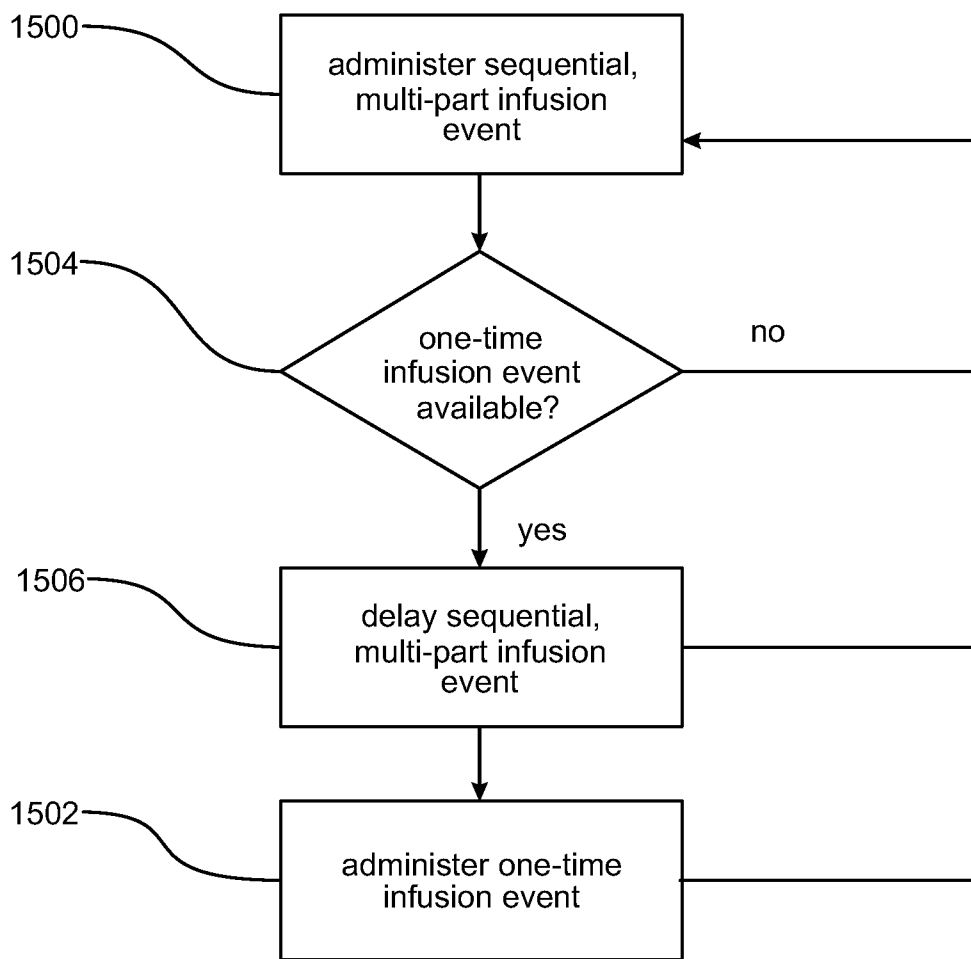 1500
administer sequential,
multi-part infusion
event
1504
one-time
infusion event
available?
no
yes
1506
delay sequential,
multi-part infusion
event
1502
administer one-time
infusion event